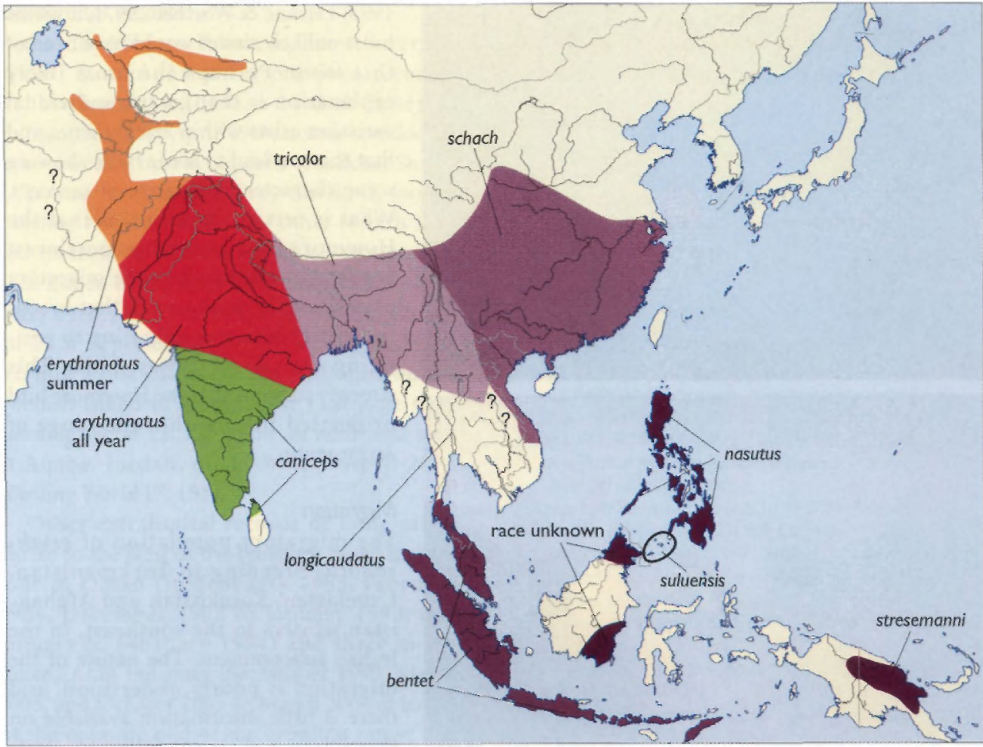 schach
tricolor
?
?
erythronotus
summer
erythronotus
all year
?
?
?
caniceps
nasutus
race unknown
longicaudatus
suluensis
stresemanni
bentet